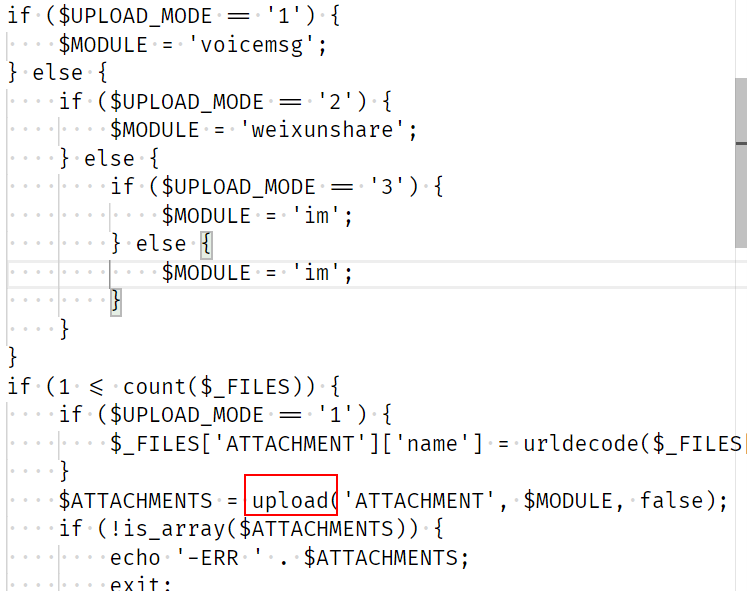 if ($UPLOAD_MODE == '1') {
    $MODULE = 'voicemsg';
} else {
    if ($UPLOAD_MODE == '2') {
        $MODULE = 'weixunshare';
    } else {
        if ($UPLOAD_MODE == '3') {
            $MODULE = 'im';
        } else {
            $MODULE = 'im';
        }
    }
}
if (1 <= count($_FILES)) {
    if ($UPLOAD_MODE == '1') {
        $_FILES['ATTACHMENT']['name'] = urldecode($_FILES[
    }
    $ATTACHMENTS = upload('ATTACHMENT', $MODULE, false);
    if (!is_array($ATTACHMENTS)) {
        echo '-ERR ' . $ATTACHMENTS;
        exit;